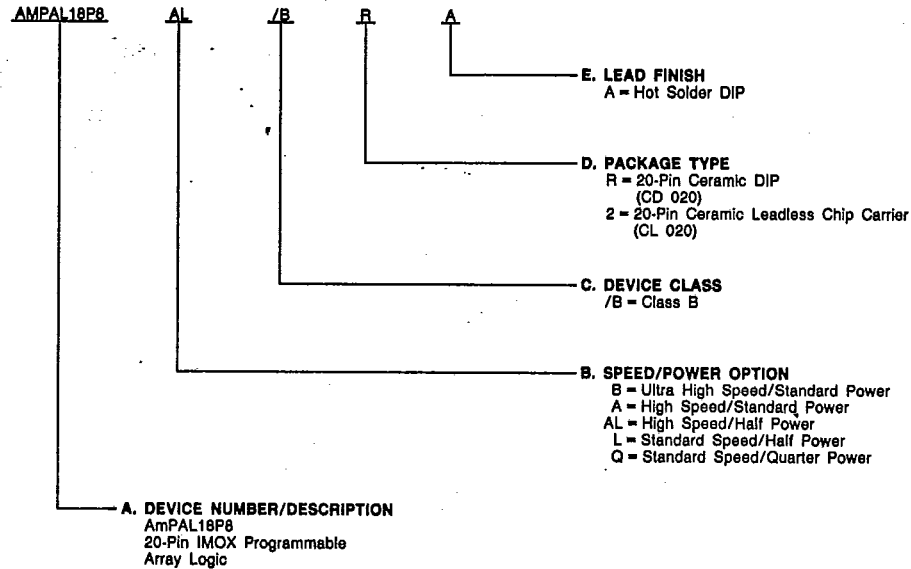 AMPAL18P8 AL /B R A
E. LEAD FINISH
A = Hot Solder DIP
D. PACKAGE TYPE
R = 20-Pin Ceramic DIP
(CD 020)
2 = 20-Pin Ceramic Leadless Chip Carrier
(CL 020)
C. DEVICE CLASS
/B = Class B
B. SPEED/POWER OPTION
B = Ultra High Speed/Standard Power
A = High Speed/Standard Power
AL = High Speed/Half Power
L = Standard Speed/Half Power
Q = Standard Speed/Quarter Power
A. DEVICE NUMBER/DESCRIPTION
AmPAL18P8
20-Pin IMOX Programmable
Array Logic